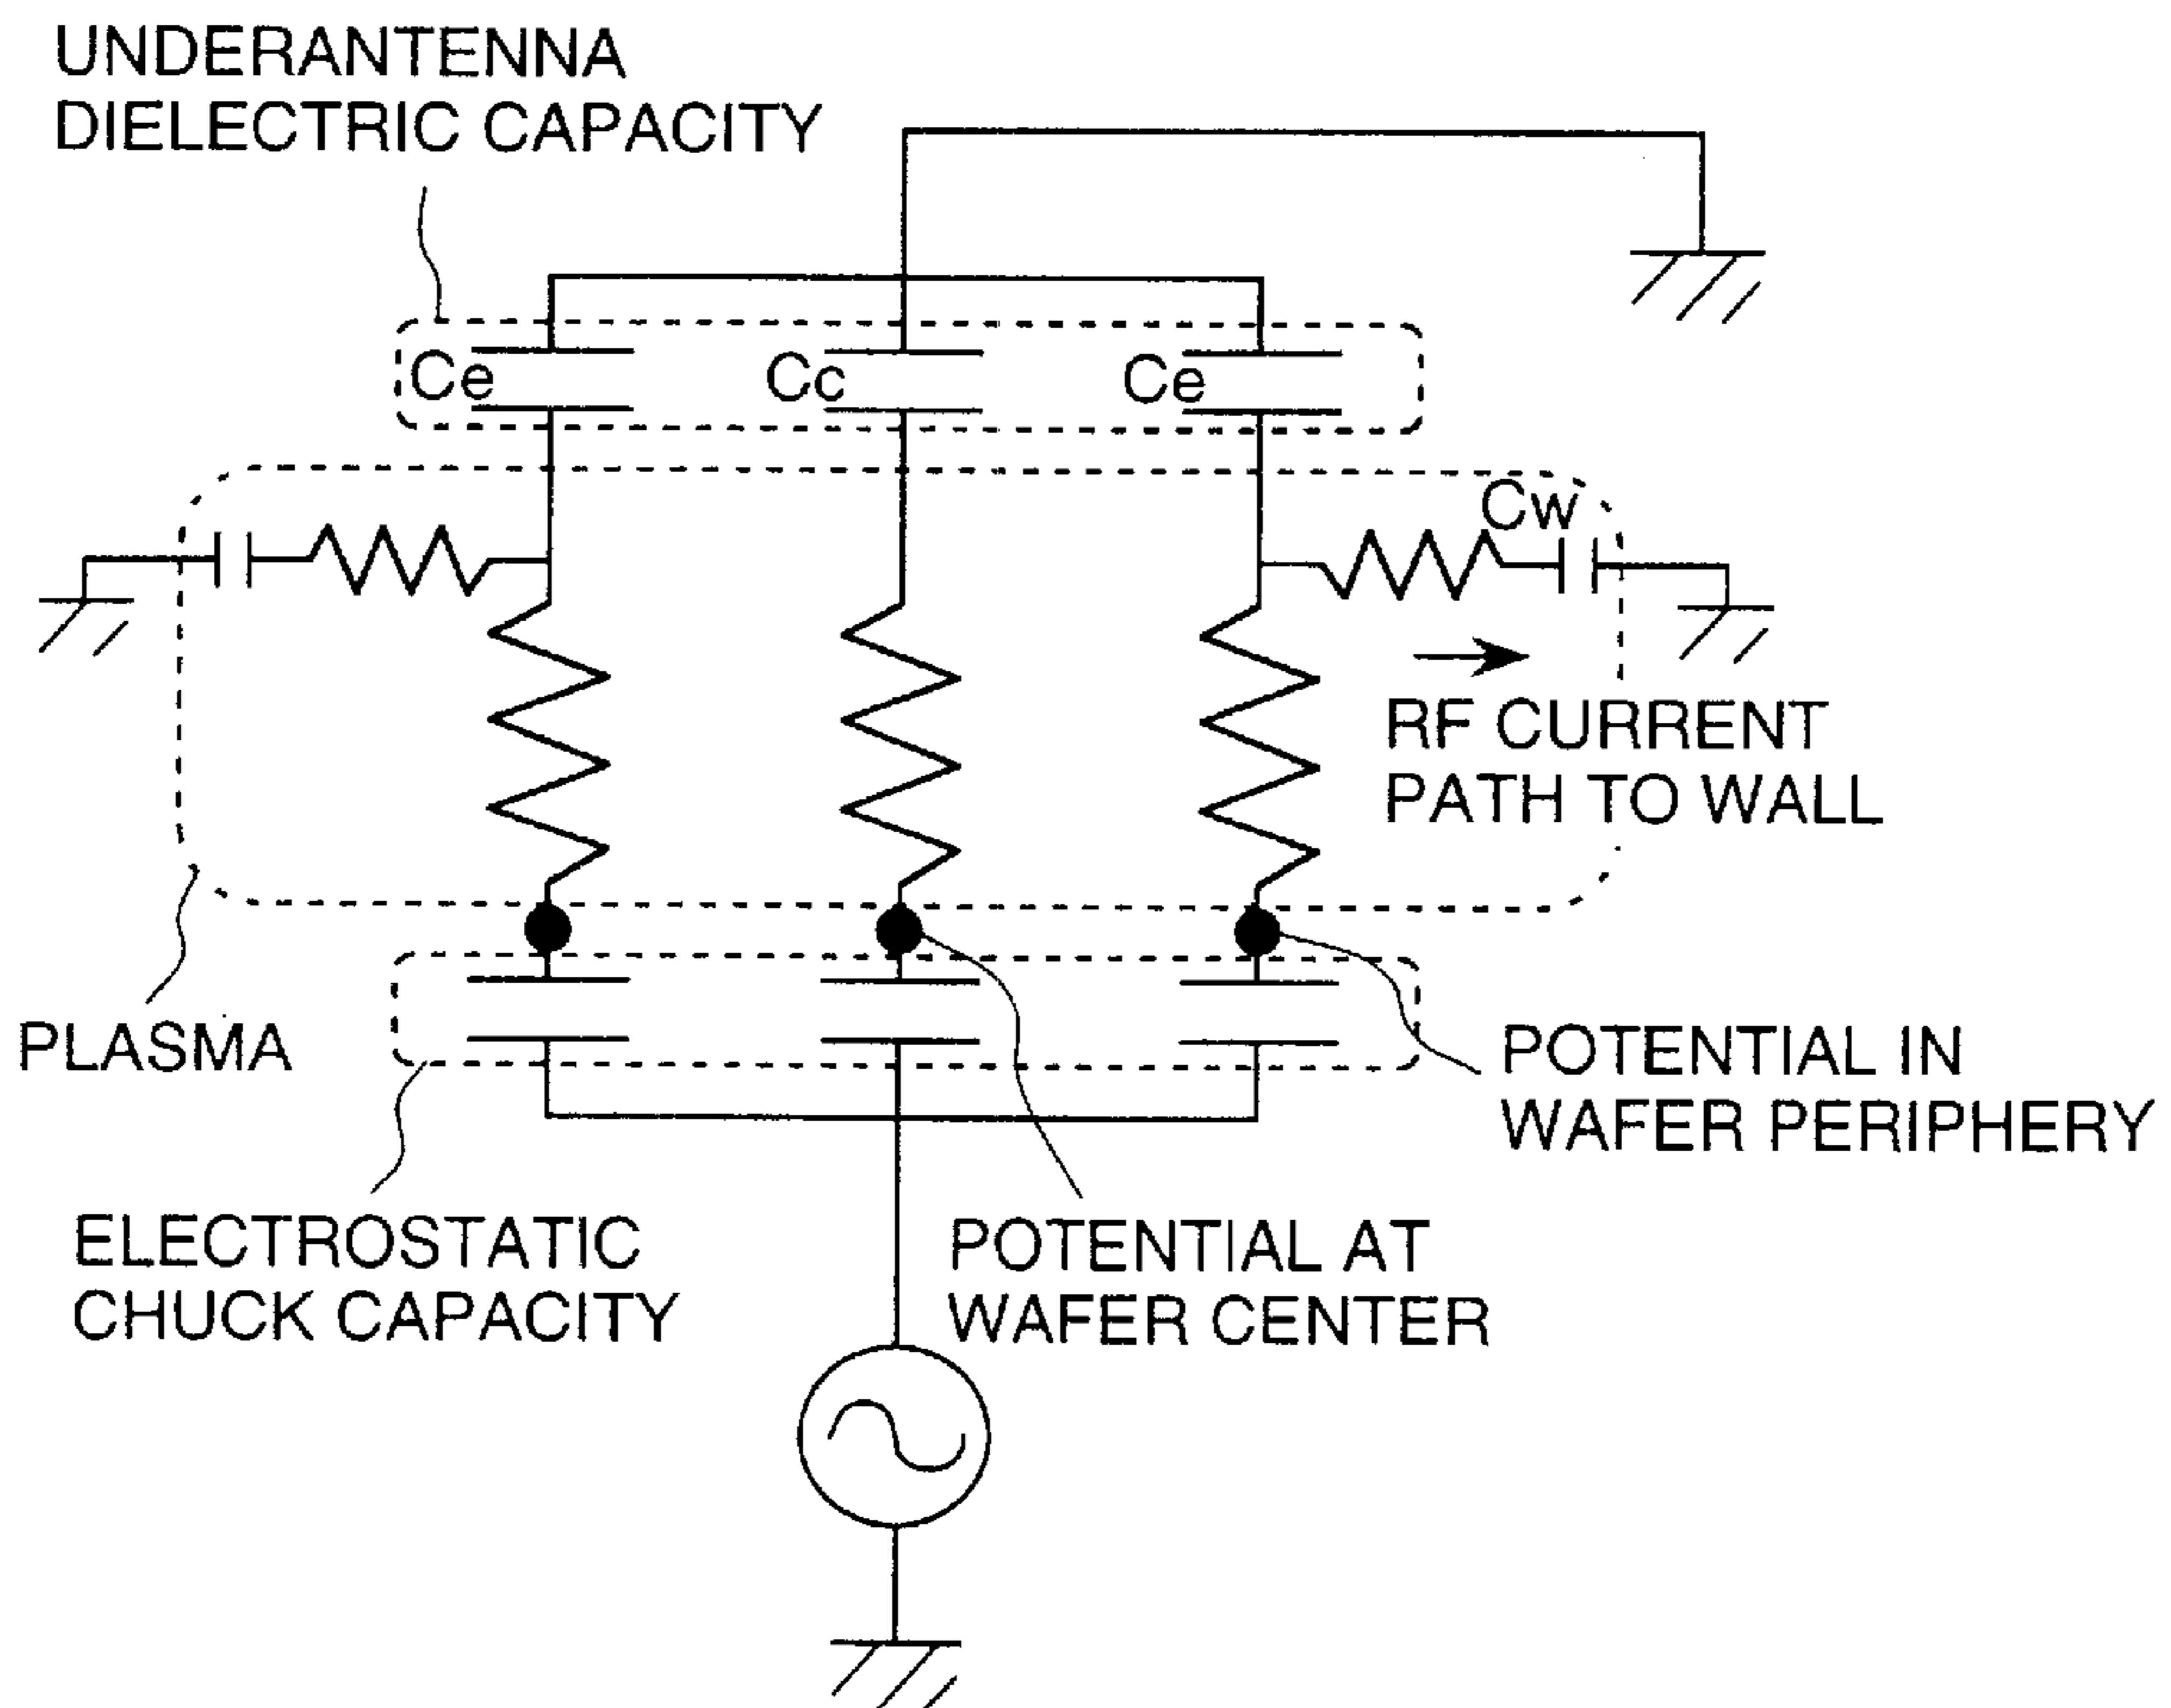 UNDERANTENNA
DIELECTRIC CAPACITY
Ce
Cc
Ce
Cw
RF CURRENT
PATH TO WALL
PLASMA
POTENTIAL IN
WAFER PERIPHERY
ELECTROSTATIC
CHUCK CAPACITY
POTENTIAL AT
WAFER CENTER